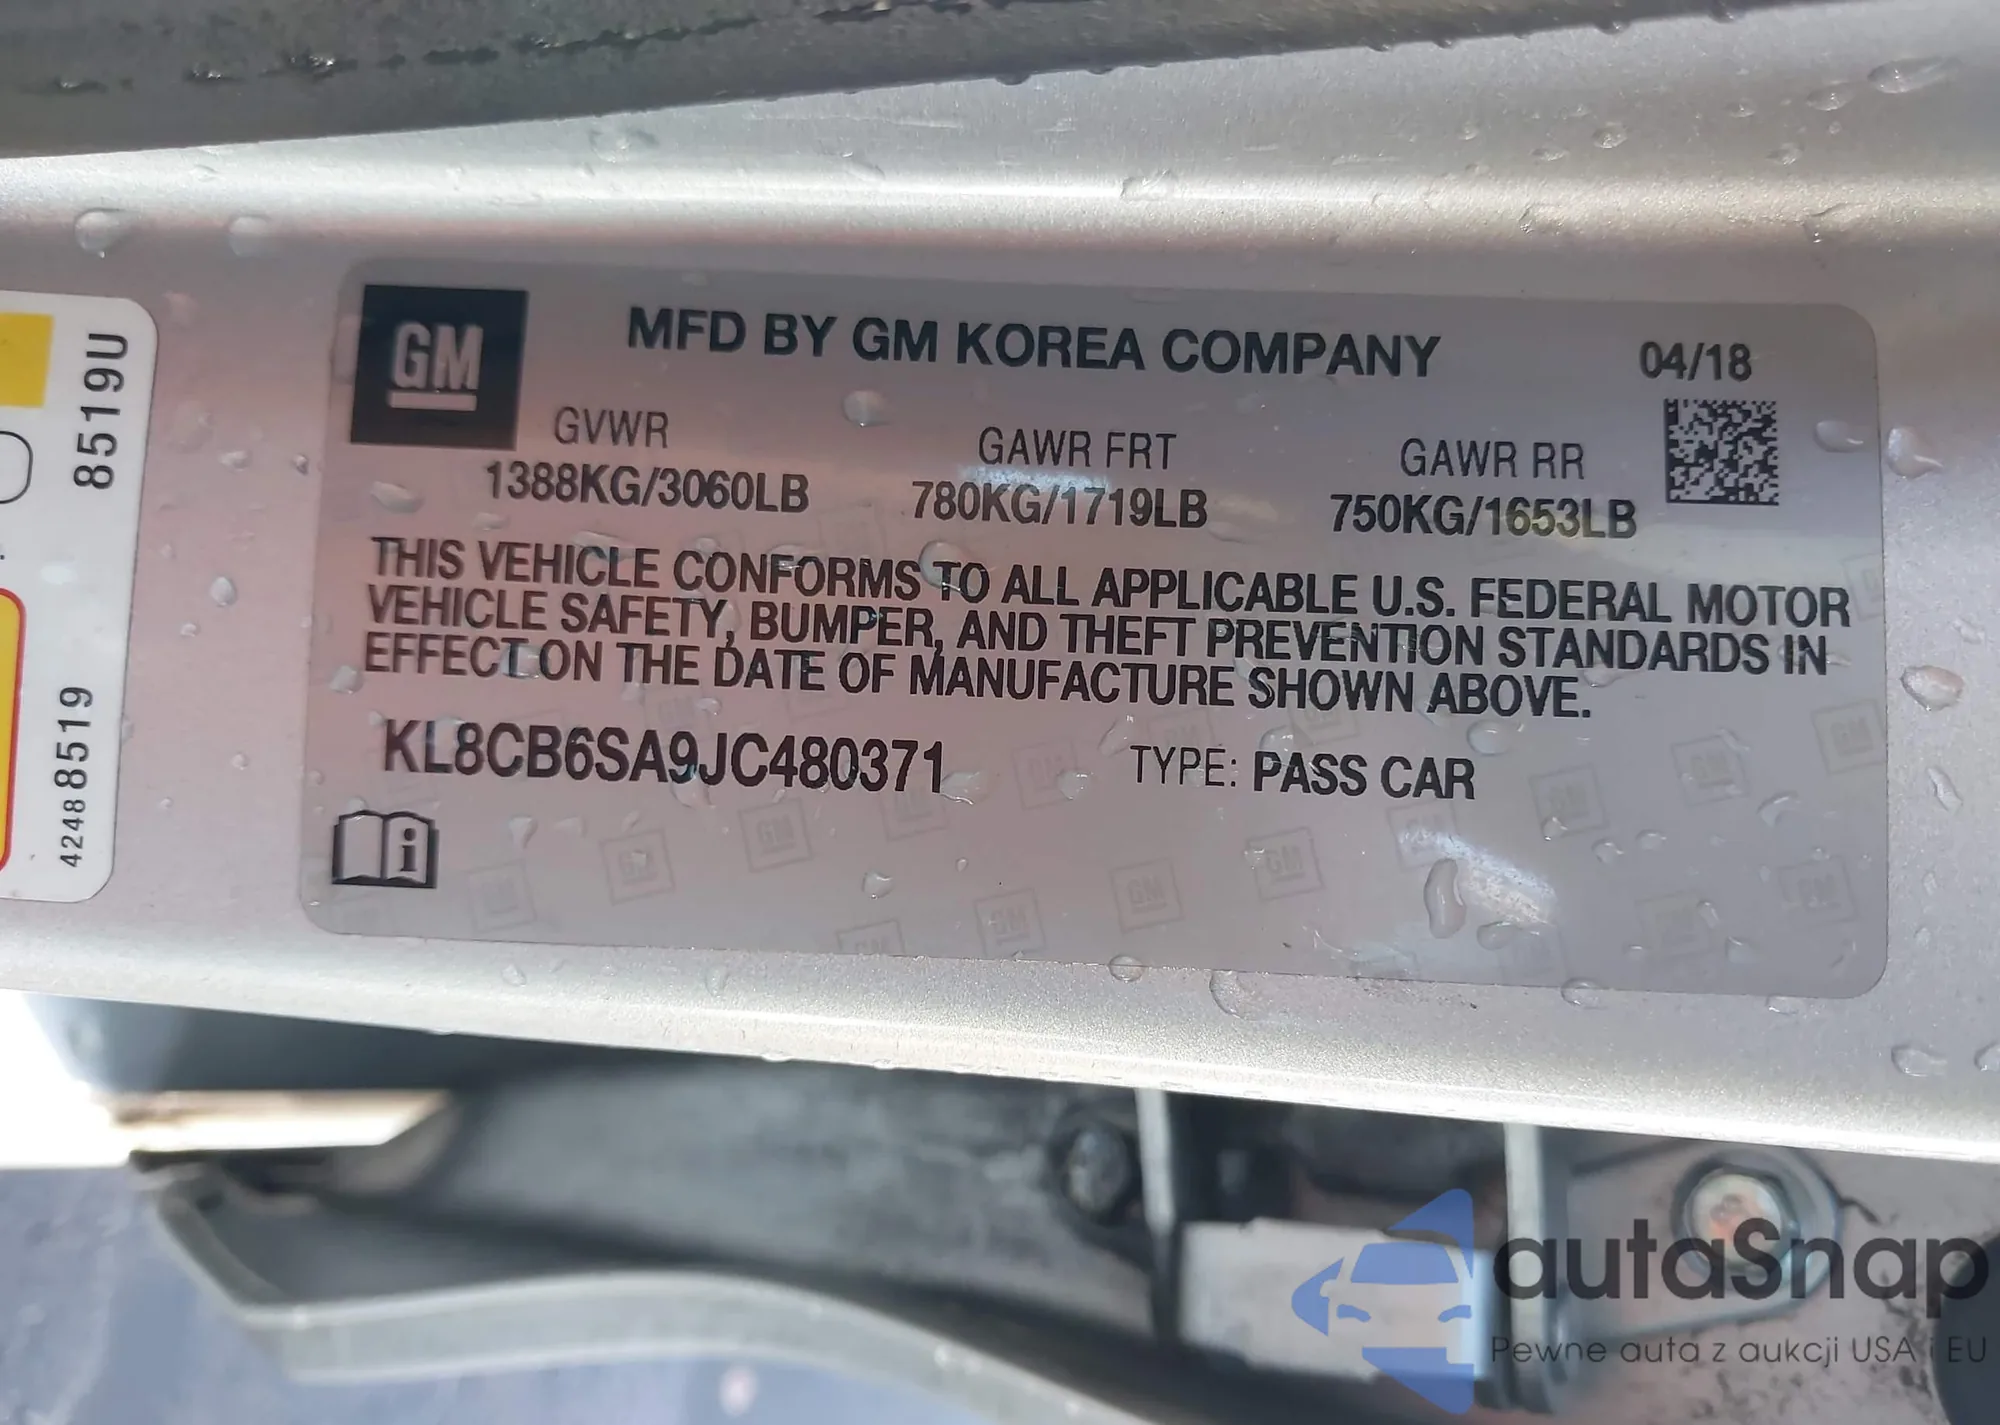 GM
MFD BY GM KOREA COMPANY
04/18
GVWR
1388KG/3060LB
GAWR FRT
780KG/1719LB
GAWR RR
750KG/1653LB
THIS VEHICLE CONFORMS TO ALL APPLICABLE U.S. FEDERAL MOTOR
VEHICLE SAFETY, BUMPER, AND THEFT PREVENTION STANDARDS IN
EFFECT ON THE DATE OF MANUFACTURE SHOWN ABOVE.
KL8CB6SA9JC480371
TYPE: PASS CAR
8519U
42488519
autaSnap
Pewne auta z aukcji USA i EU